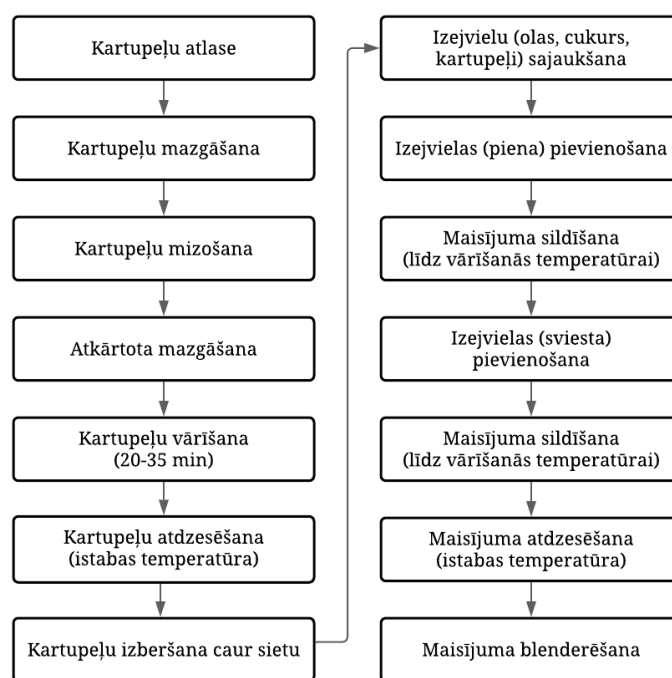 Kartupeļu atlase
Kartupeļu mazgāšana
Kartupeļu mizošana
Atkārtota mazgāšana
Kartupeļu vārīšana
(20-35 min)
Kartupeļu atdzesēšana
(istabas temperatūra)
Kartupeļu izberšana caur sietu
Izejvielu (olas, cukurs,
kartupeļi) sajaukšana
Izejvielas (piena) pievienošana
Maisījuma sildīšana
(līdz vārīšanās temperatūrai)
Izejvielas (sviesta)
pievienošana
Maisījuma sildīšana
(līdz vārīšanās temperatūrai)
Maisījuma atdzesēšana
(istabas temperatūra)
Maisījuma blenderēšana